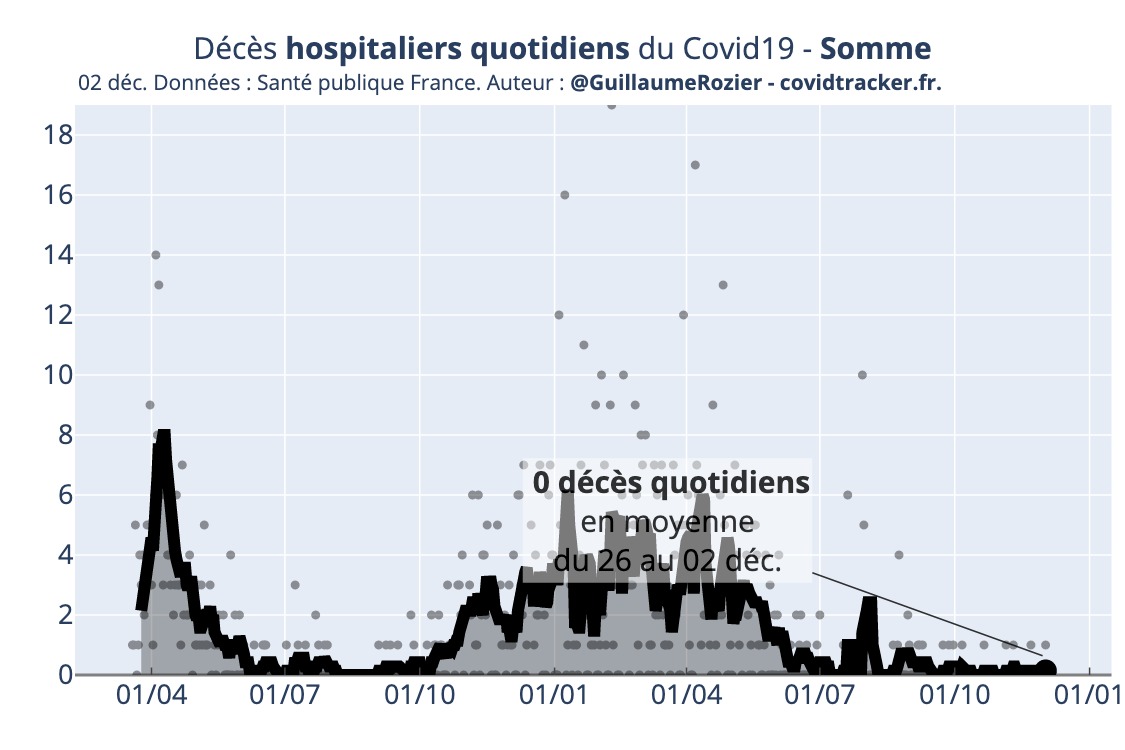 Décès hospitaliers quotidiens du Covid19 - Somme
02 déc. Données : Santé publique France. Auteur : @GuillaumeRozier - covidtracker.fr.
18
16
14
12
10
8
6
4
2
0
0 décès quotidiens
en moyenne
du 26 au 02 déc.
01/04 01/07 01/10 01/01 01/04 01/07 01/10 01/01